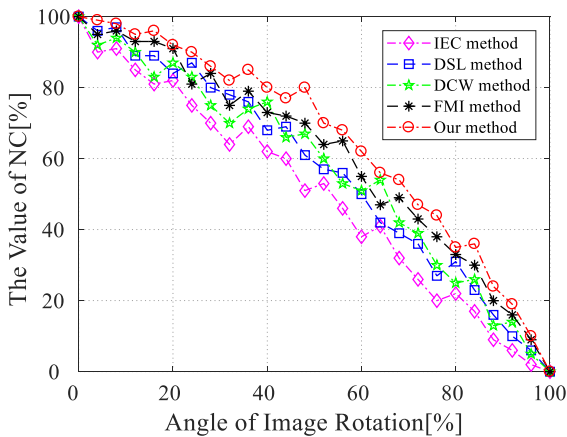 100
80
60
40
20
0
The Value of NC[%]
IEC method
DSL method
DCW method
FMI method
Our method
0 20 40 60 80 100
Angle of Image Rotation[%]